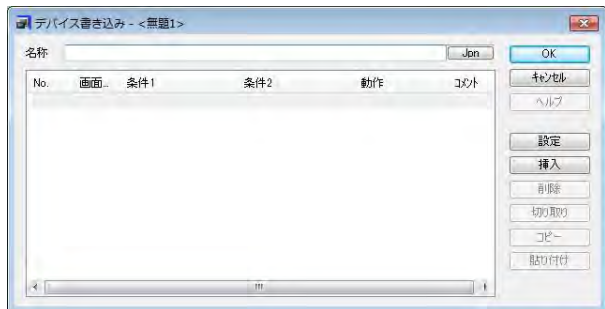 デバイス書き込み - <無題1>
名称
Jpn
OK
No. 画面... 条件1 条件2 動作 コメント
キャンセル
ヘルプ
設定
挿入
削除
切り取り
コピー
貼り付け